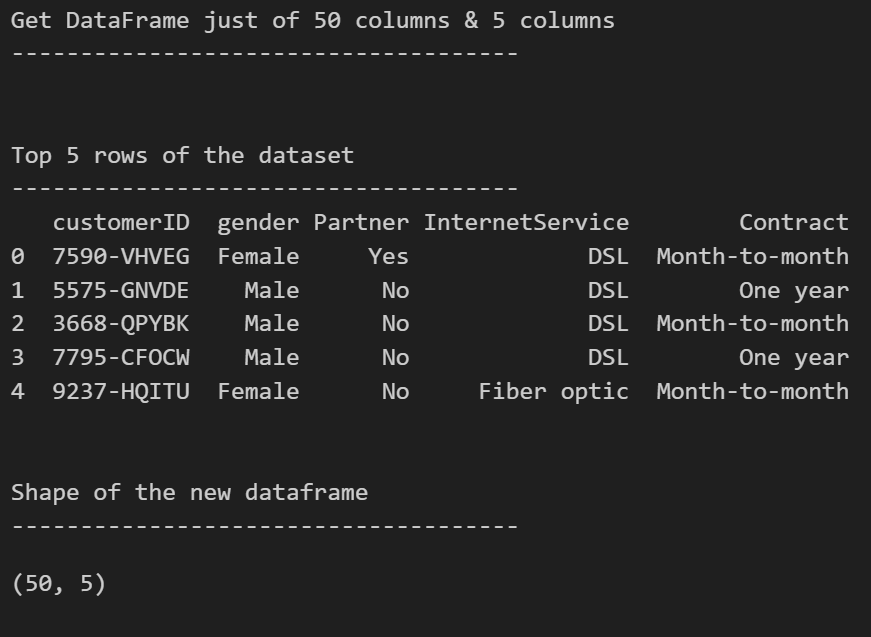 Get DataFrame just of 50 columns & 5 columns
-------------------------------------
Top 5 rows of the dataset
-------------------------------------
   customerID  gender Partner InternetService        Contract
0  7590-VHVEG  Female     Yes             DSL  Month-to-month
1  5575-GNVDE    Male      No             DSL        One year
2  3668-QPYBK    Male      No             DSL  Month-to-month
3  7795-CFOCW    Male      No             DSL        One year
4  9237-HQITU  Female      No     Fiber optic  Month-to-month
Shape of the new dataframe
-------------------------------------
(50, 5)